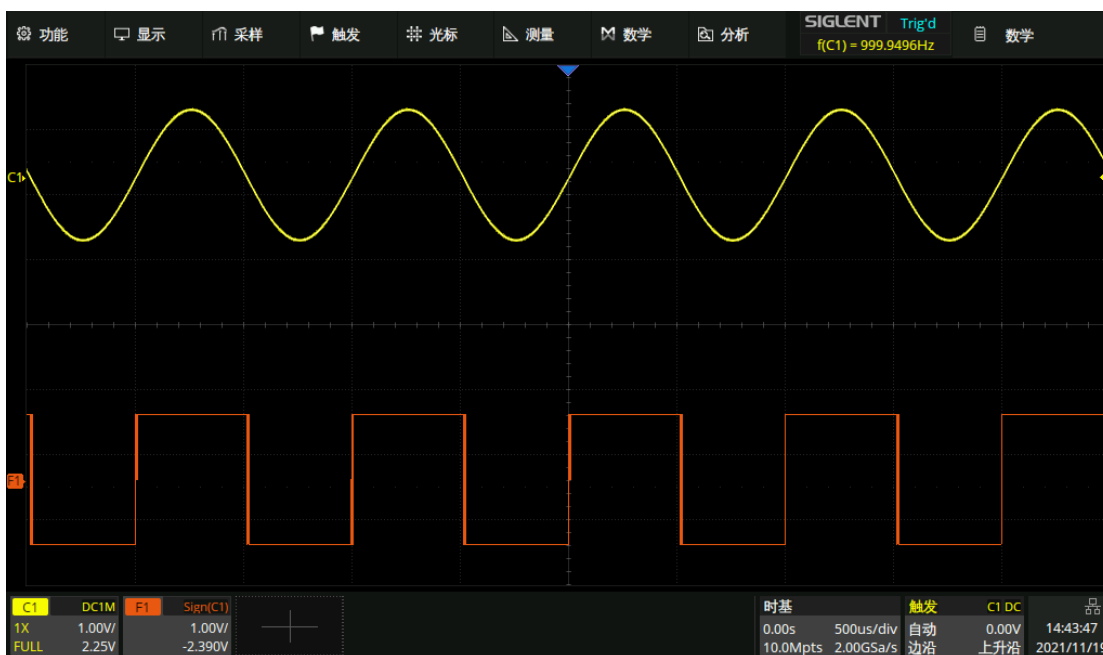 功能 显示 采样 触发 光标 测量 数学 分析 SIGLENT Trig'd 数学
f(C1) = 999.9496Hz
C1
F1
C1 DC1M F1 Sign(C1) 时基 触发 C1 DC
1X 1.00V/ 1.00V/ 0.00s 500us/div 自动 0.00V 14:43:47
FULL 2.25V -2.390V 10.0Mpts 2.00GSa/s 边沿 上升沿 2021/11/19